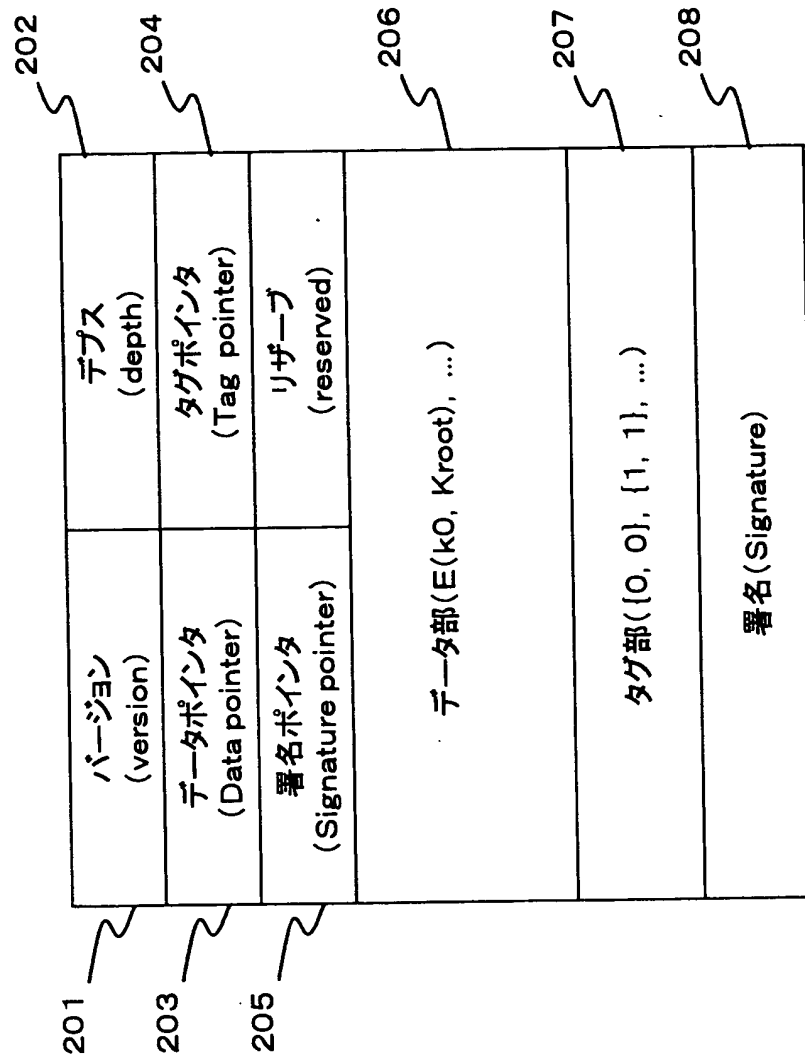 201
バージョン
(version)
デプス
(depth)
202
203
データポインタ
(Data pointer)
タグポインタ
(Tag pointer)
204
205
署名ポインタ
(Signature pointer)
リザーブ
(reserved)
データ部(E(k0, Kroot), ...)
206
タグ部({0, 0}, {1, 1}, ...)
207
署名(Signature)
208